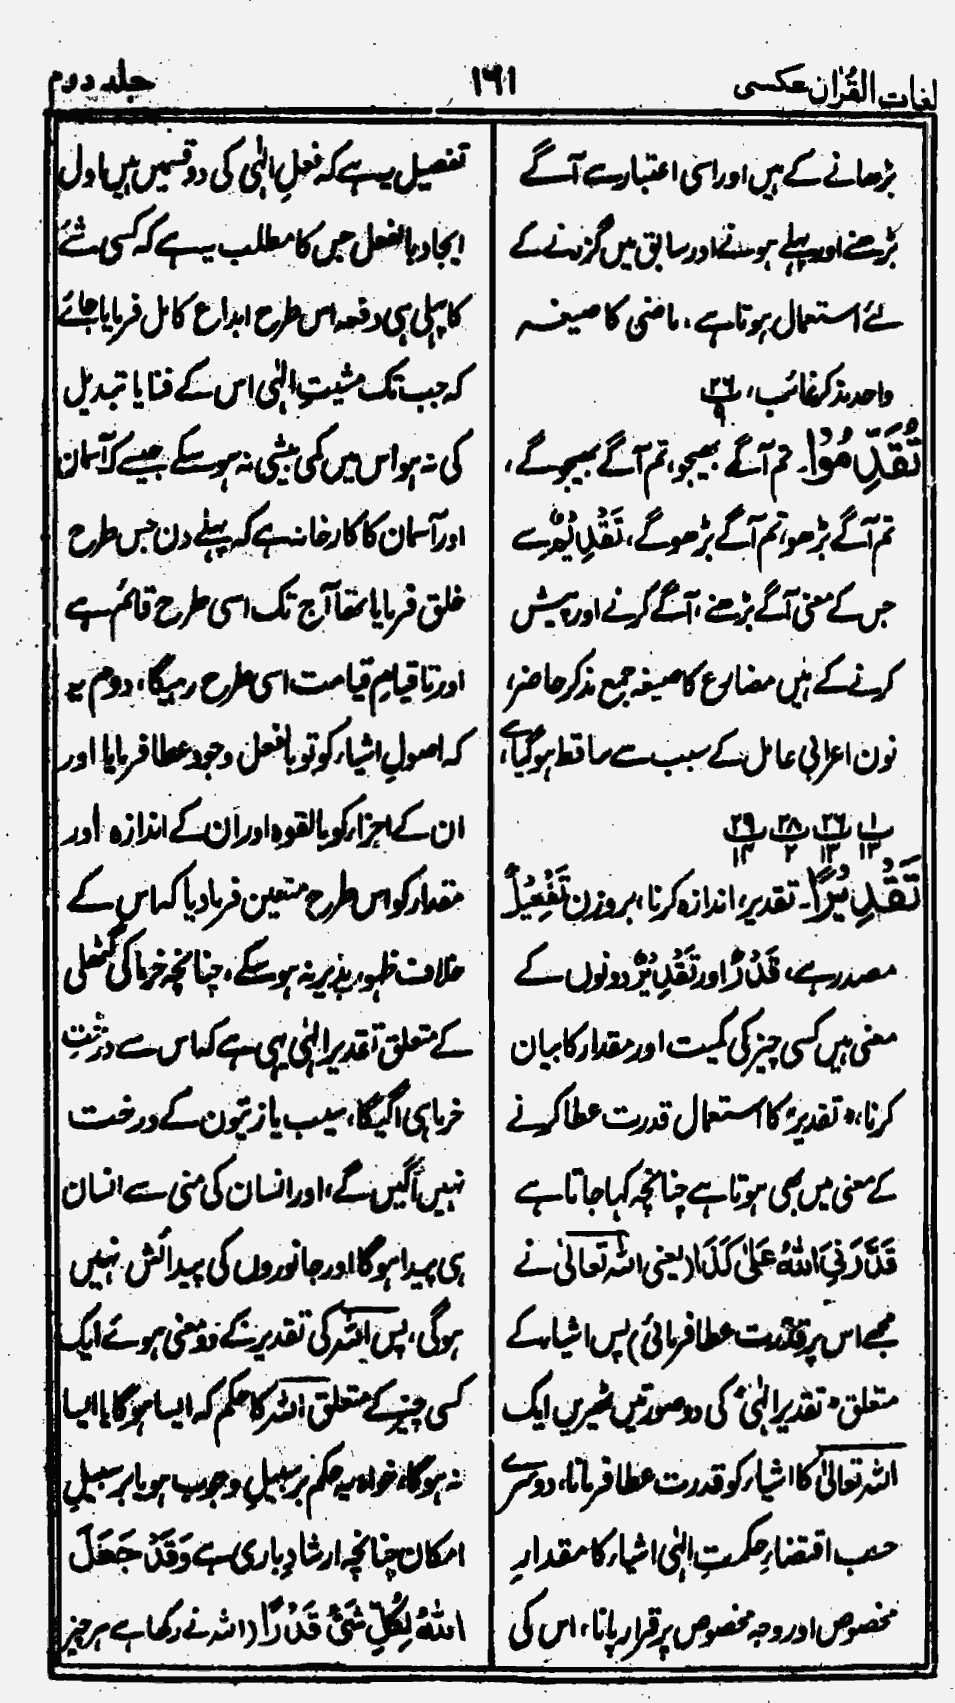 لغات القرآن عکسی
۱۶۱
جلد دوم
بڑھانے کے ہیں اور اسی اعتبار سے آگے
بڑھنے اور پہلے ہونے اور سابق میں گزرنے کے
لئے استعمال ہوتا ہے، ماضی کا صیغہ
واحد مذکر غائب، ۲۶ ۹
تُقَدِّمُوْا۔ تم آگے بھیجو، تم آگے بھیجو گے،
تم آگے بڑھو، تم آگے بڑھو گے، تَقْدِیْمٌ سے
جس کے معنی آگے بڑھنے، آگے کرنے اور پیش
کرنے کے ہیں مضارع کا صیغہ جمع مذکر حاضر،
نون اعرابی عامل کے سبب سے ساقط ہوگیا ہے،
۱ ۱۳ ۲۶ ۱۳ ۲۸ ۲ ۲۹ ۱۴
تَقْدِیْرًا۔ تقدیر، اندازہ کرنا، بروزن تَفْعِیْلٌ
مصدر ہے، قَدْرٌ اور تَقْدِیْرٌ دونوں کے
معنی ہیں کسی چیز کی کمیت اور مقدار کا بیان
کرنا، "تقدیر" کا استعمال قدرت عطا کرنے
کے معنی میں بھی ہوتا ہے چنانچہ کہا جاتا ہے
قَدَّرَنِیَ اللّٰهُ عَلٰی کَذَا (یعنی اللہ تعالیٰ نے
مجھے اس پر قدرت عطا فرمائی) پس اشیاء کے
متعلق "تقدیر الٰہی" کی دو صورتیں ٹھیریں ایک
اللہ تعالیٰ کا اشیاء کو قدرت عطا فرمانا، دوسرے
حسب اقتضاءِ حکمتِ الٰہی اشیاء کا مقدارِ
مخصوص اور وجہ مخصوص پر قرار پانا، اس کی
تفصیل یہ ہے کہ فعلِ الٰہی کی دو قسمیں ہیں اول
ایجاد بالفعل جس کا مطلب یہ ہے کہ کسی شئے
کا پہلی ہی دفعہ اس طرح ابداع کامل فرمایا جائے
کہ جب تک مشیتِ الٰہی اس کے فنا یا تبدیل
کی نہ ہو اس میں کمی بیشی نہ ہو سکے جیسے کہ آسمان
اور آسمان کا کارخانہ ہے کہ پہلے دن جس طرح
خلق فرمایا تھا آج تک اسی طرح قائم ہے
اور تا قیامِ قیامت اسی طرح رہیگا، دوم یہ
کہ اصولِ اشیاء کو تو بالفعل وجود عطا فرمایا اور
ان کے اجزاء کو بالقوہ اور ان کے اندازہ اور
مقدار کو اس طرح متعین فرما دیا کہ اس کے
خلاف ظہور پذیر نہ ہو سکے، چنانچہ خرما کی گٹھلی
کے متعلق تقدیر الٰہی یہی ہے کہ اس سے درختِ
خرما ہی اگیگا، سیب یا زیتون کے درخت
نہیں اگیں گے، اور انسان کی منی سے انسان
ہی پیدا ہوگا اور جانوروں کی پیدائش نہیں
ہوگی، پس اللہ کی تقدیر کے دو معنی ہوئے ایک
کسی چیز کے متعلق اللہ کا حکم کہ ایسا ہوگا یا ایسا
نہ ہوگا، خواہ یہ حکم بر سبیلِ وجوب ہو یا بر سبیلِ
امکان چنانچہ ارشادِ باری ہے وَقَدْ جَعَلَ
اللّٰهُ لِکُلِّ شَیْءٍ قَدْرًا (اللہ نے رکھا ہے ہر چیز